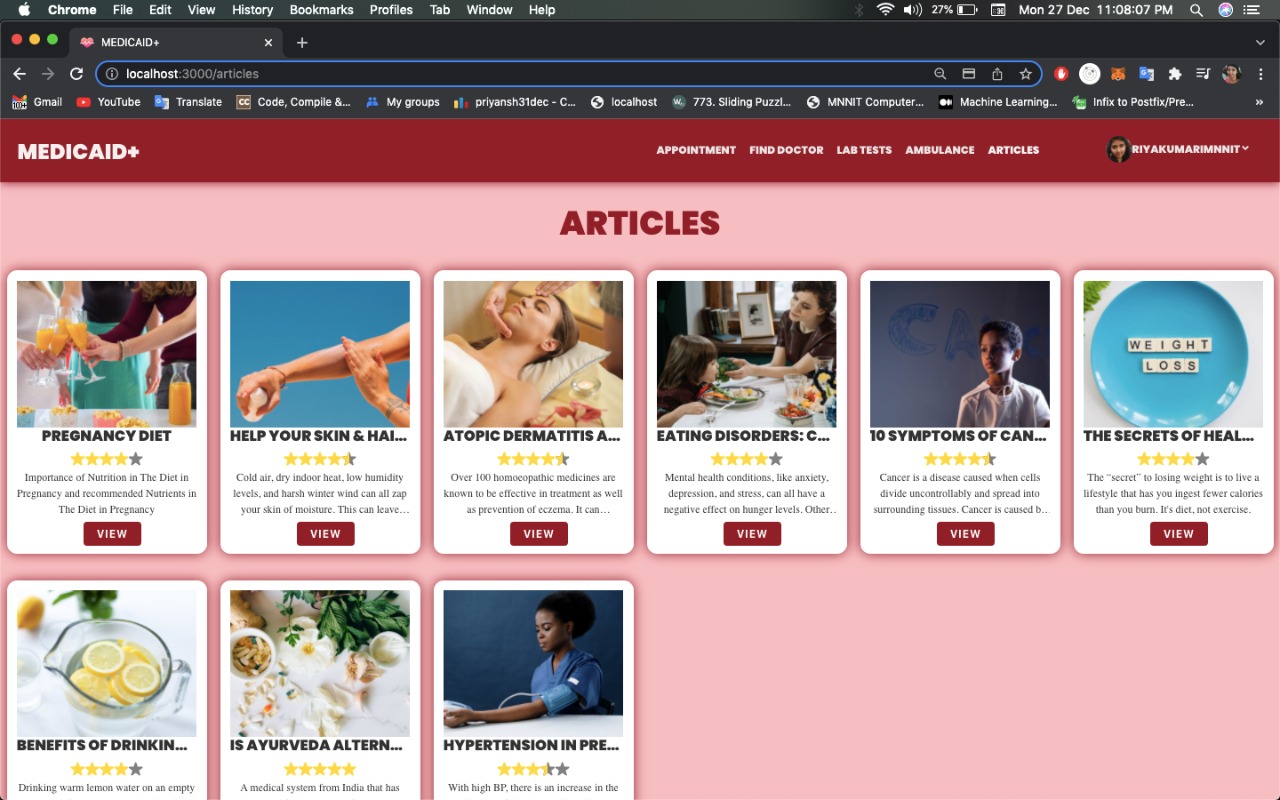 Chrome File Edit View History Bookmarks Profiles Tab Window Help 27% Mon 27 Dec 11:08:07 PM
MEDICAID+
localhost:3000/articles
Gmail YouTube Translate CC Code, Compile &... My groups priyansh31dec - C... localhost W. 773. Sliding Puzzl... MNNIT Computer... Machine Learning... Infix to Postfix/Pre... »
MEDICAID+ APPOINTMENT FIND DOCTOR LAB TESTS AMBULANCE ARTICLES RIYAKUMARIMNNIT
ARTICLES
WEIGHT
LOSS
PREGNANCY DIET
Importance of Nutrition in The Diet in
Pregnancy and recommended Nutrients in
The Diet in Pregnancy
VIEW
HELP YOUR SKIN & HAI...
Cold air, dry indoor heat, low humidity
levels, and harsh winter wind can all zap
your skin of moisture. This can leave...
VIEW
ATOPIC DERMATITIS A...
Over 100 homoeopathic medicines are
known to be effective in treatment as well
as prevention of eczema. It can...
VIEW
EATING DISORDERS: C...
Mental health conditions, like anxiety,
depression, and stress, can all have a
negative effect on hunger levels. Other..
VIEW
10 SYMPTOMS OF CAN...
Cancer is a disease caused when cells
divide uncontrollably and spread into
surrounding tissues. Cancer is caused b..
VIEW
THE SECRETS OF HEAL...
The “secret” to losing weight is to live a
lifestyle that has you ingest fewer calories
than you burn. It's diet, not exercise.
VIEW
BENEFITS OF DRINKIN...
Drinking warm lemon water on an empty
IS AYURVEDA ALTERN...
A medical system from India that has
HYPERTENSION IN PRE...
With high BP, there is an increase in the